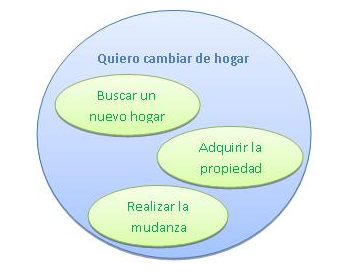 Quiero cambiar de hogar
Buscar un
nuevo hogar
Adquirir la
propiedad
Realizar la
mudanza